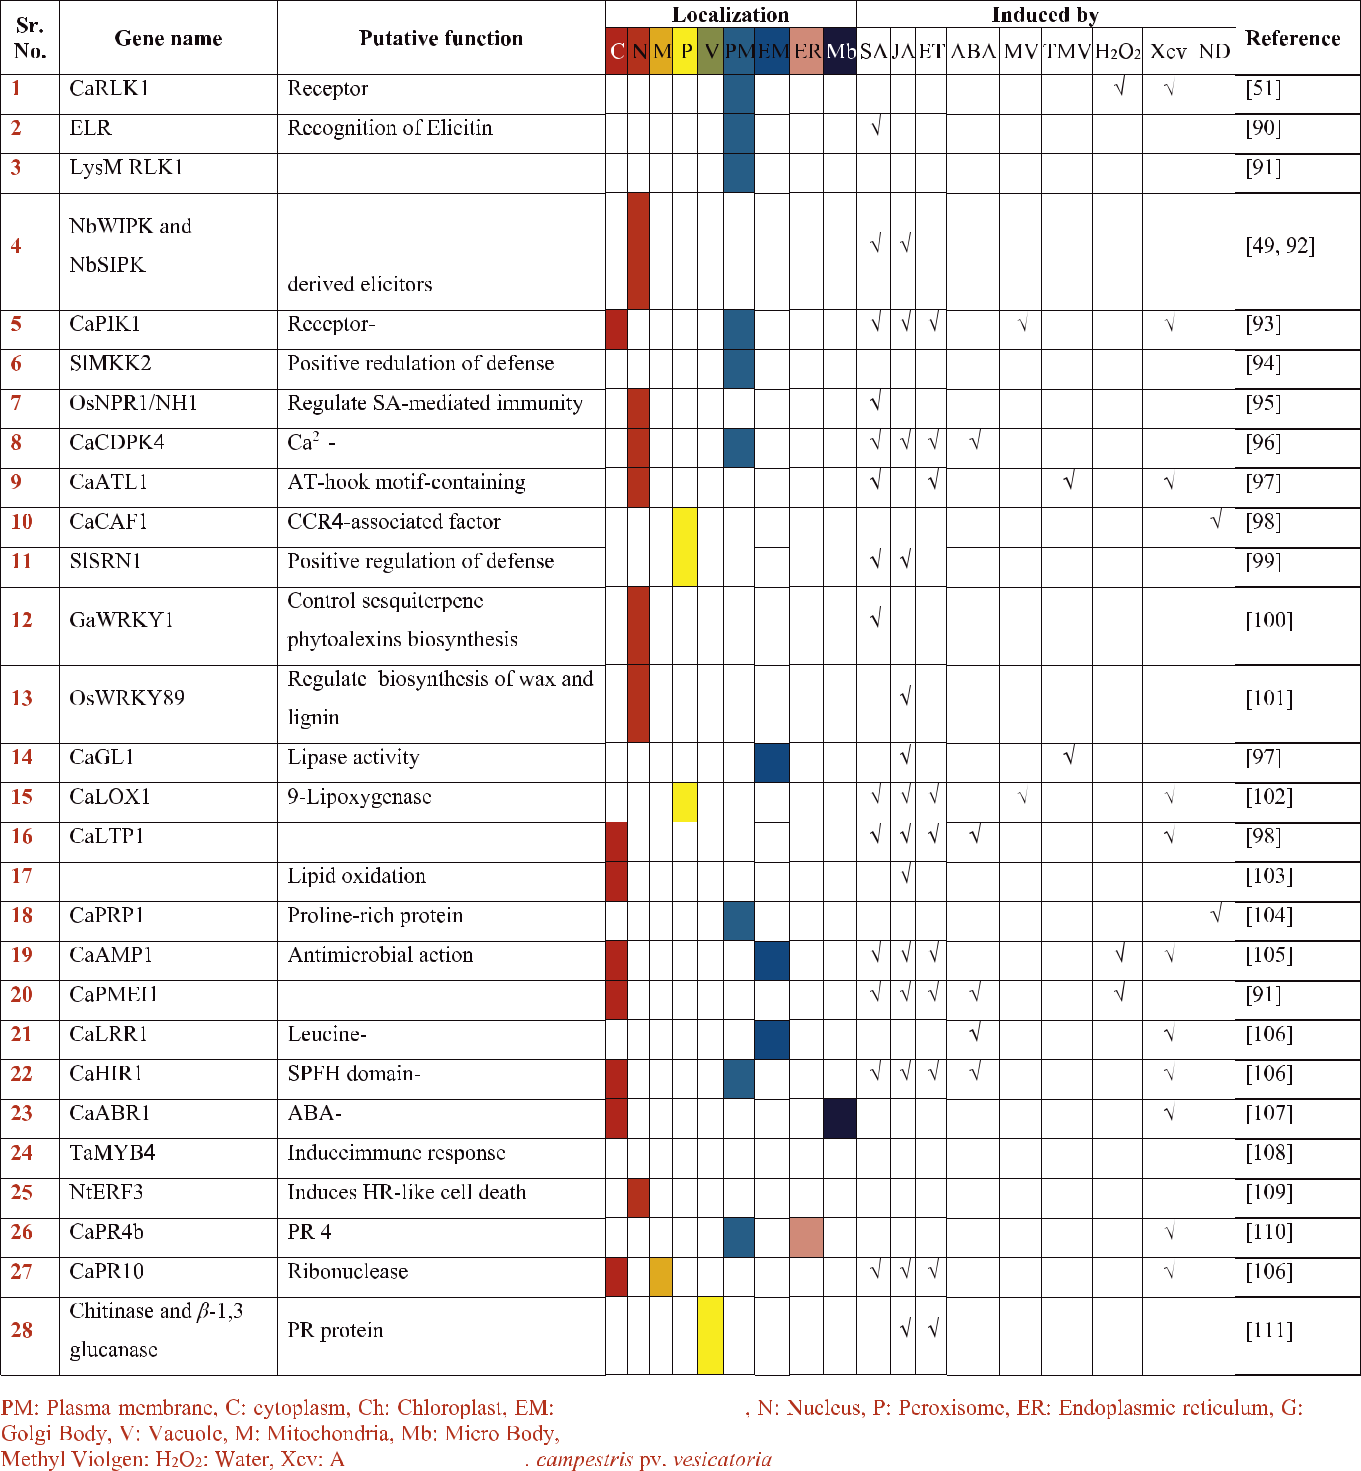 Sr. No. Gene name Putative function Localization Induced by Reference
C N M P V PM EM ER Mb SA JA ET ABA MV TMV H₂O₂ Xcv ND
1 CaRLK1 Receptor √ √ [51]
2 ELR Recognition of Elicitin √ [90]
3 LysM RLK1 [91]
4 NbWIPK and NbSIPK derived elicitors √ √ [49, 92]
5 CaPIK1 Receptor- √ √ √ √ √ [93]
6 SlMKK2 Positive redulation of defense [94]
7 OsNPR1/NH1 Regulate SA-mediated immunity √ [95]
8 CaCDPK4 Ca² - √ √ √ √ [96]
9 CaATL1 AT-hook motif-containing √ √ √ √ [97]
10 CaCAF1 CCR4-associated factor √ [98]
11 SlSRN1 Positive regulation of defense √ √ [99]
12 GaWRKY1 Control sesquiterpene phytoalexins biosynthesis √ [100]
13 OsWRKY89 Regulate biosynthesis of wax and lignin √ [101]
14 CaGL1 Lipase activity √ √ [97]
15 CaLOX1 9-Lipoxygenase √ √ √ √ √ [102]
16 CaLTP1 √ √ √ √ √ [98]
17 Lipid oxidation √ [103]
18 CaPRP1 Proline-rich protein √ [104]
19 CaAMP1 Antimicrobial action √ √ √ √ √ [105]
20 CaPMEI1 √ √ √ √ √ [91]
21 CaLRR1 Leucine- √ √ [106]
22 CaHIR1 SPFH domain- √ √ √ √ √ [106]
23 CaABR1 ABA- √ [107]
24 TaMYB4 Induceimmune response [108]
25 NtERF3 Induces HR-like cell death [109]
26 CaPR4b PR 4 √ [110]
27 CaPR10 Ribonuclease √ √ √ √ [106]
28 Chitinase and β-1,3 glucanase PR protein √ √ [111]
PM: Plasma membrane, C: cytoplasm, Ch: Chloroplast, EM: , N: Nucleus, P: Peroxisome, ER: Endoplasmic reticulum, G:
Golgi Body, V: Vacuole, M: Mitochondria, Mb: Micro Body,
Methyl Violgen: H₂O₂: Water, Xcv: A . campestris pv. vesicatoria